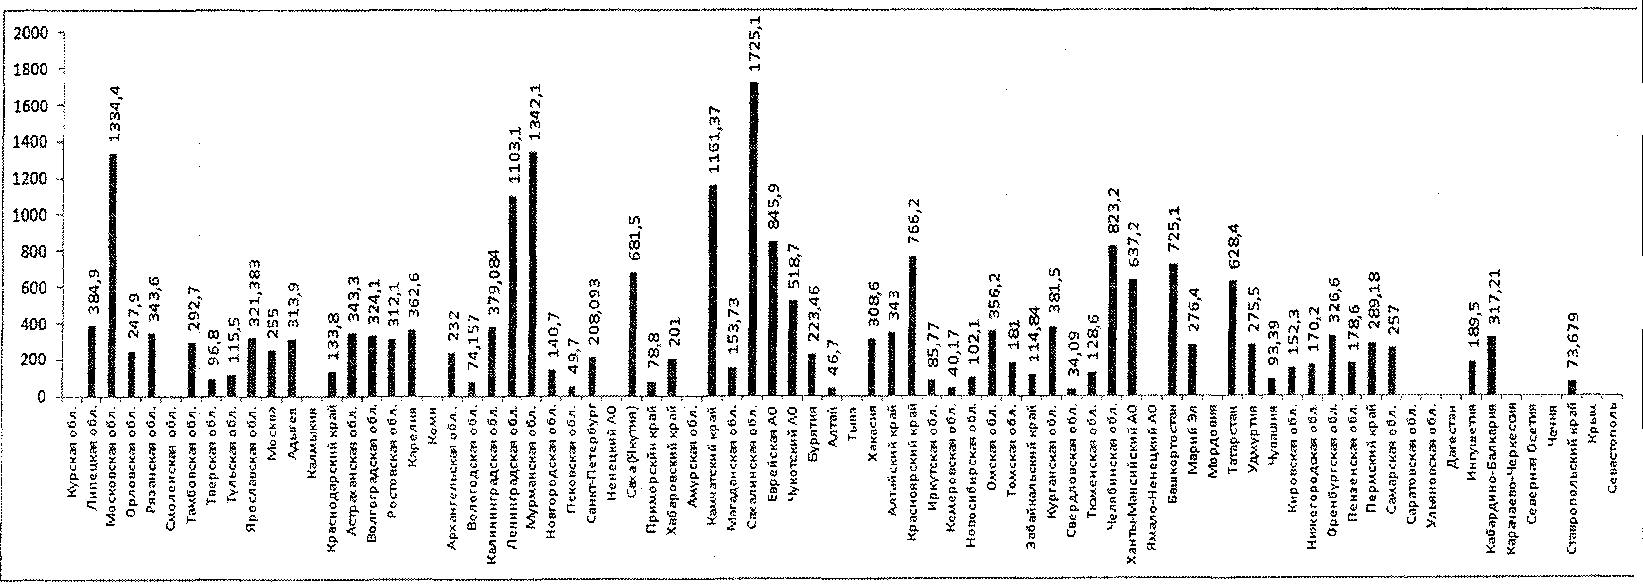 2000
1800
1600
1400
1200
1000
800
600
400
200
0
384,9
1334,4
247,9
343,6
292,7
96,8
115,5
321,383
255
313,9
133,8
343,3
324,1
312,1
362,6
232
74,157
379,084
1103,1
1342,1
140,7
49,7
208,093
681,5
78,8
201
1161,37
153,73
1725,1
845,9
518,7
223,46
46,7
308,6
343
766,2
85,77
40,17
102,1
356,2
181
114,84
381,5
34,09
128,6
823,2
637,2
725,1
276,4
628,4
275,5
93,39
152,3
170,2
326,6
178,6
289,18
257
189,5
317,21
73,679
Курская обл.
Липецкая обл.
Московская обл.
Орловская обл.
Рязанская обл.
Смоленская обл.
Тамбовская обл.
Тверская обл.
Тульская обл.
Ярославская обл.
Москва
Адыгея
Калмыкия
Краснодарский край
Астраханская обл.
Волгоградская обл.
Ростовская обл.
Карелия
Коми
Архангельская обл.
Вологодская обл.
Калининградская обл.
Ленинградская обл.
Мурманская обл.
Новгородская обл.
Псковская обл.
Санкт-Петербург
Ненецкий АО
Саха (Якутия)
Приморский край
Хабаровский край
Амурская обл.
Камчатский край
Магаданская обл.
Сахалинская обл.
Еврейская АО
Чукотский АО
Бурятия
Алтай
Тыва
Хакасия
Алтайский край
Красноярский край
Иркутская обл.
Кемеровская обл.
Новосибирская обл.
Омская обл.
Томская обл.
Забайкальский край
Курганская обл.
Свердловская обл.
Тюменская обл.
Челябинская обл.
Ханты-Мансийский АО
Ямало-Ненецкий АО
Башкортостан
Марий Эл
Мордовия
Татарстан
Удмуртия
Чувашия
Кировская обл.
Нижегородская обл.
Оренбургская обл.
Пензенская обл.
Пермский край
Самарская обл.
Саратовская обл.
Ульяновская обл.
Дагестан
Ингушетия
Кабардино-Балкария
Карачаево-Черкессия
Северная Осетия
Чечня
Ставропольский край
Крым
Севастополь